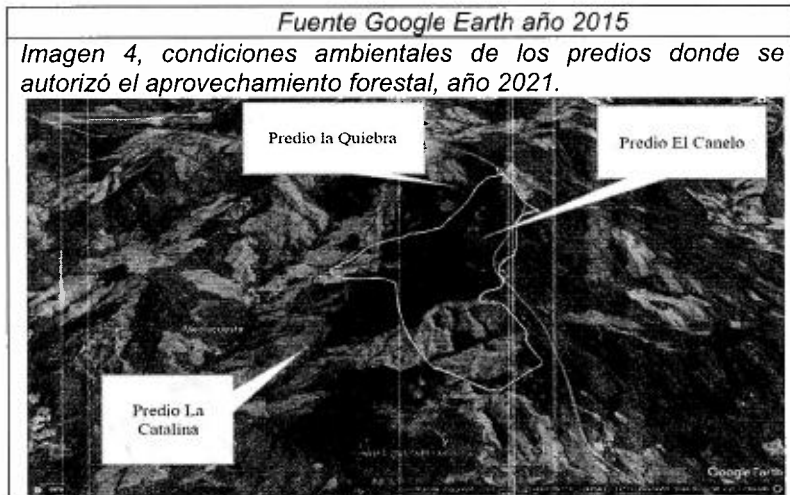 Fuente Google Earth año 2015
Imagen 4, condiciones ambientales de los predios donde se
autorizó el aprovechamiento forestal, año 2021.
Predio la Quiebra
Predio El Canelo
Predio La
Catalina
Google Earth